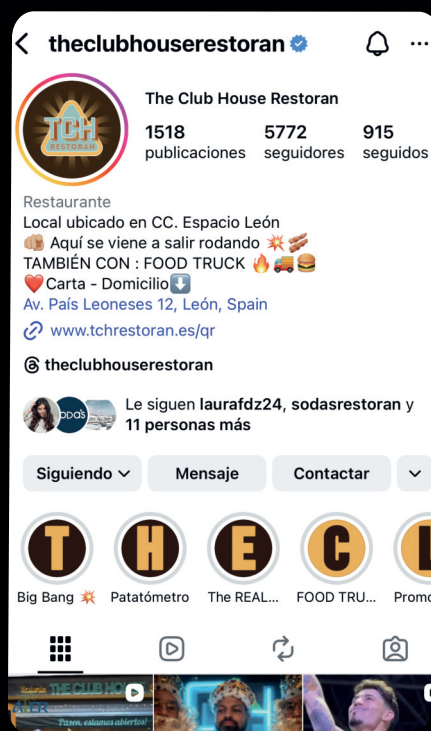 theclubhouserestoran
TCH
RESTORAN
The Club House Restoran
1518 5772 915
publicaciones seguidores seguidos
Restaurante
Local ubicado en CC. Espacio León
👊🏼 Aquí se viene a salir rodando 💥🥓
TAMBIÉN CON : FOOD TRUCK 🔥🚚🍔
❤️Carta - Domicilio⬇️
Av. País Leoneses 12, León, Spain
www.tchrestoran.es/qr
theclubhouserestoran
Le siguen laurafdz24, sodasrestoran y
11 personas más
Siguiendo Mensaje Contactar
T H E C L
Big Bang 💥 Patatómetro The REAL... FOOD TRU... Promo
THE CLUB HO
Pasen, estamos abiertos!